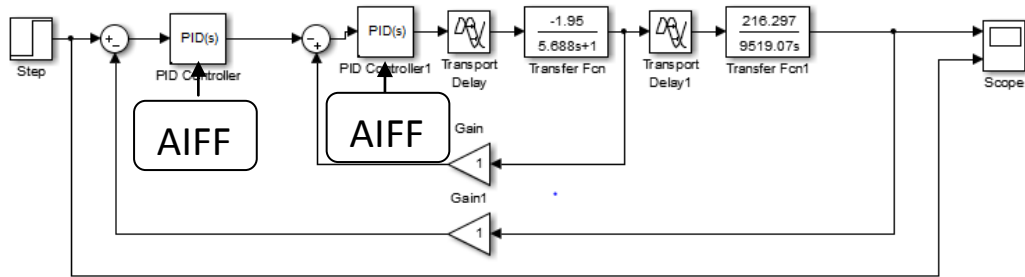 Step
+
−
PID(s)
PID Controller
AIFF
−
+
PID(s)
PID Controller1
AIFF
Transport
Delay
-1.95
5.688s+1
Transfer Fcn
Transport
Delay1
216.297
9519.07s
Transfer Fcn1
Scope
Gain
1
Gain1
1